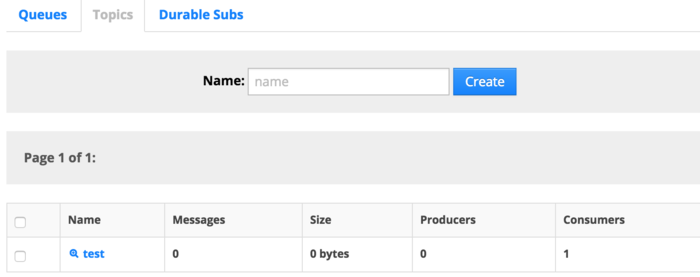 Queues Topics Durable Subs
Name: name Create
Page 1 of 1:
Name Messages Size Producers Consumers
test 0 0 bytes 0 1